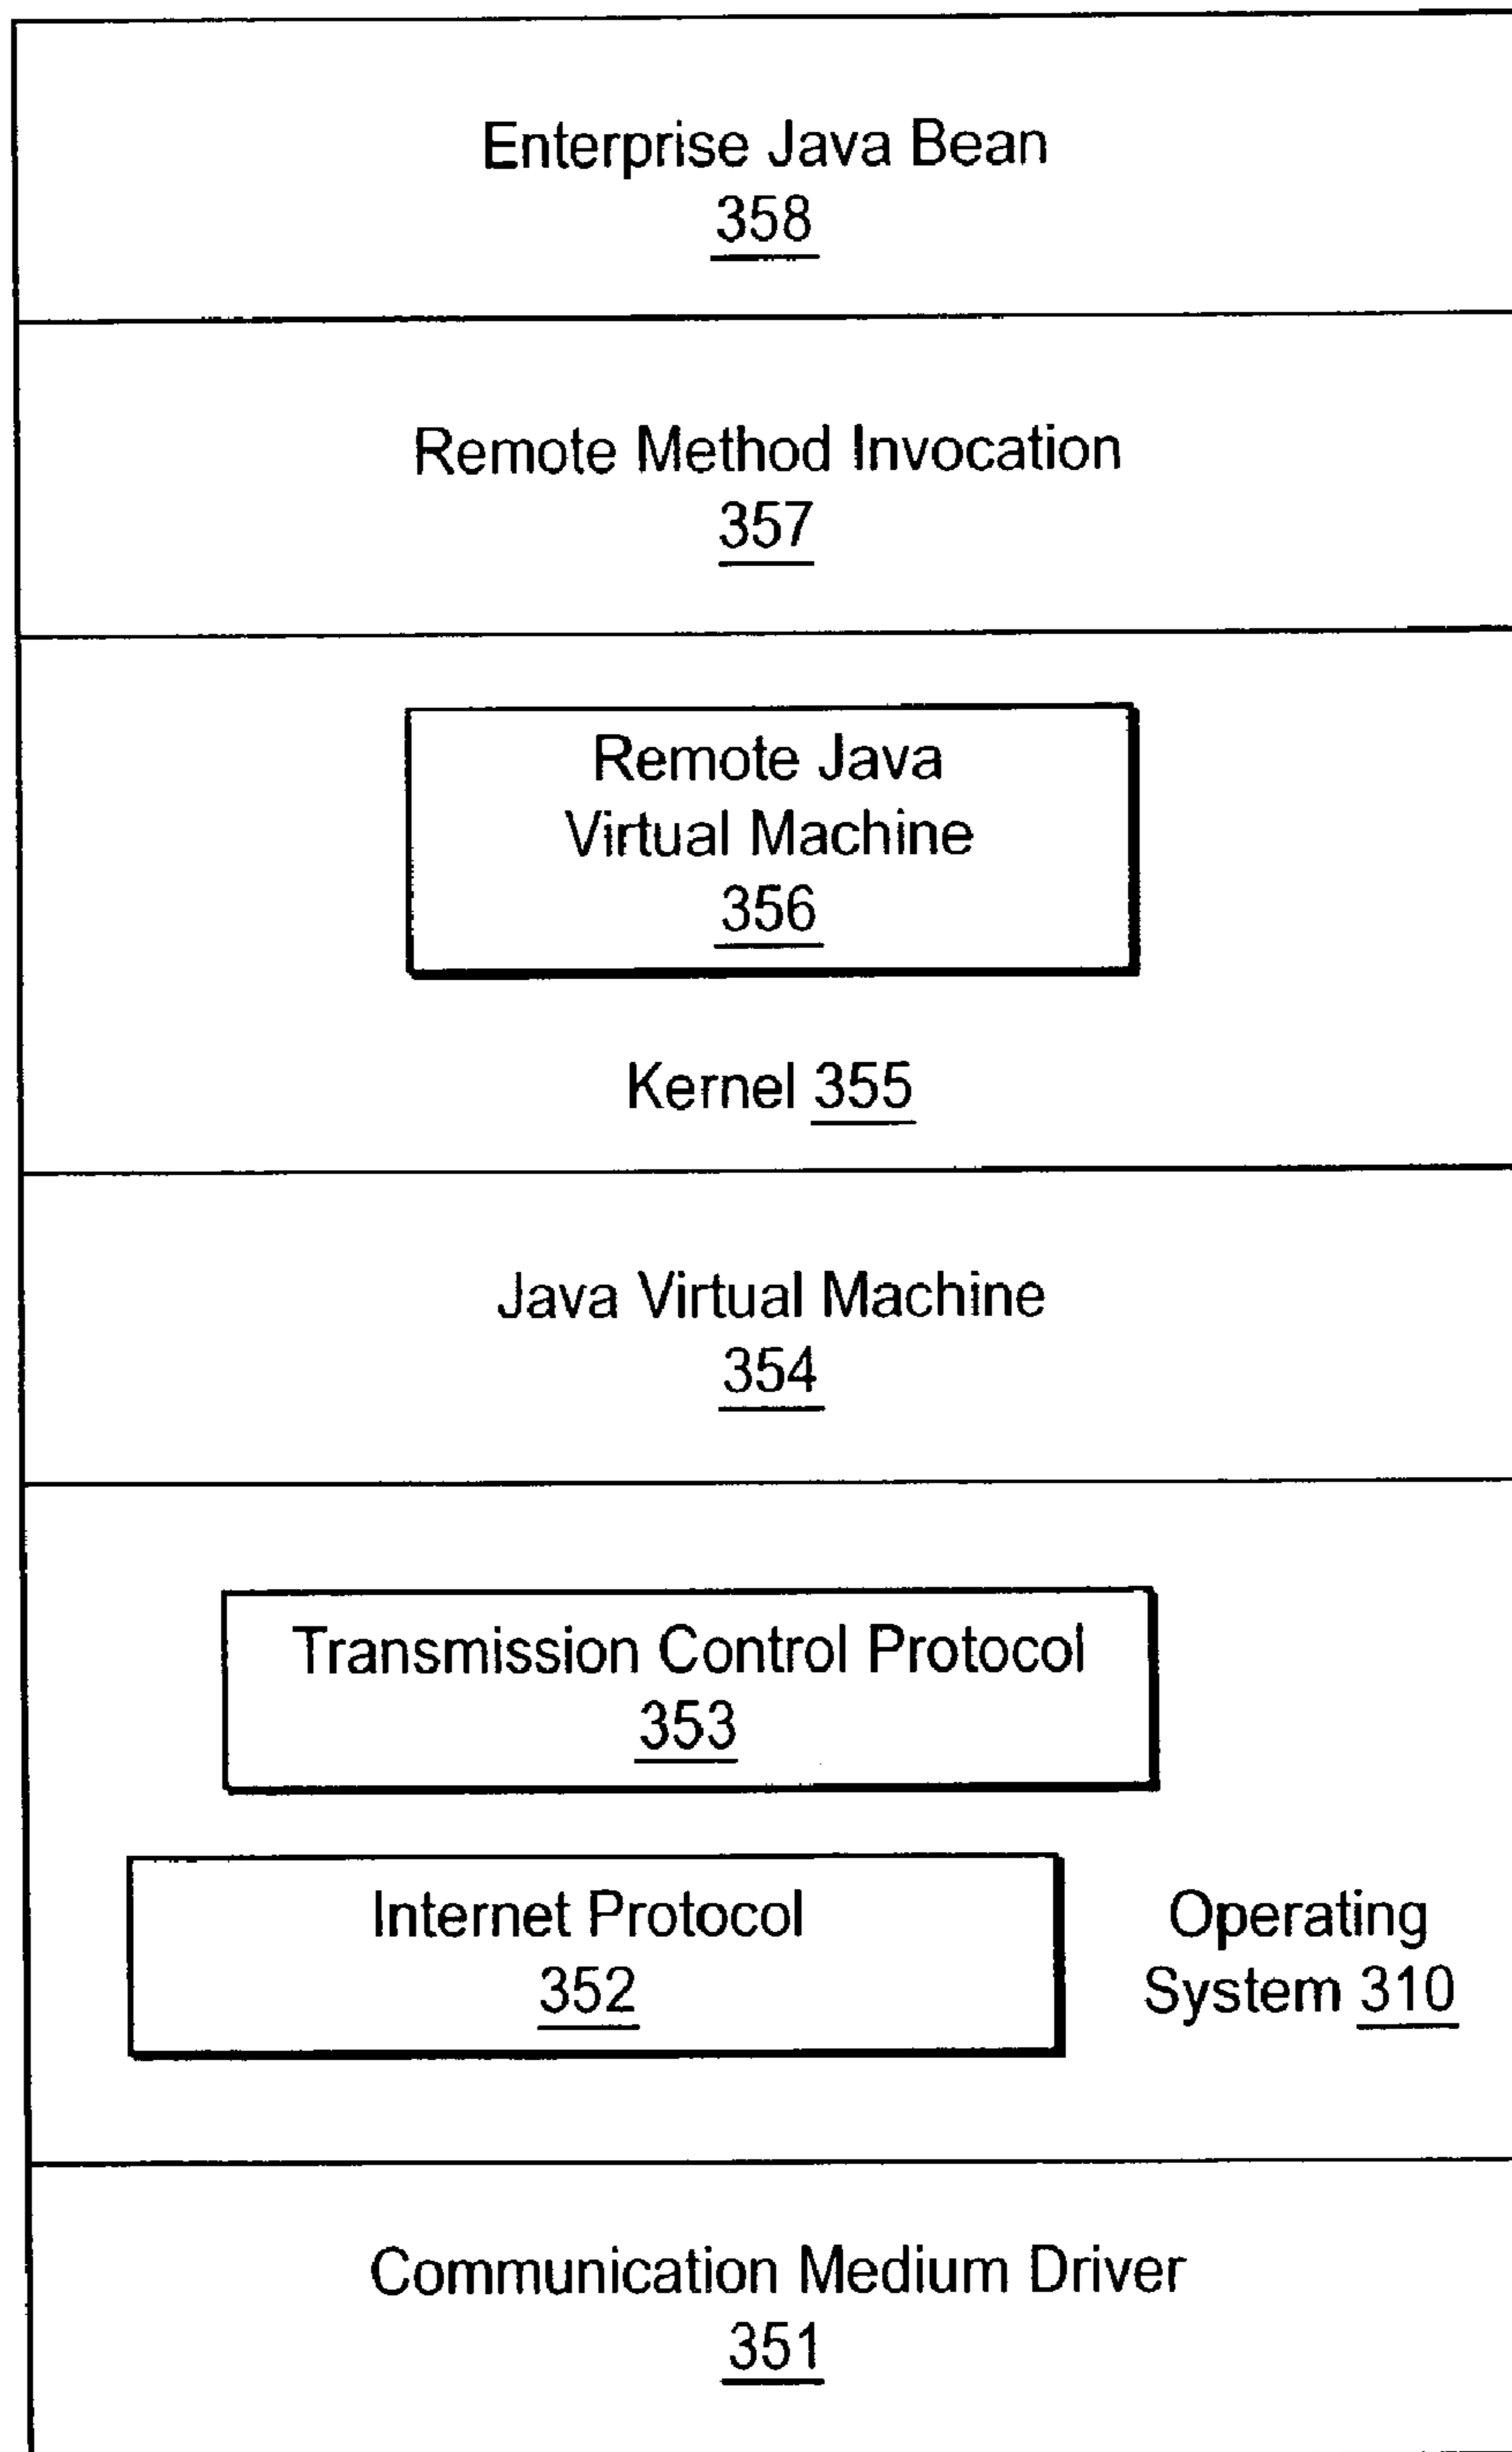 Enterprise Java Bean
358
Remote Method Invocation
357
Remote Java
Virtual Machine
356
Kernel 355
Java Virtual Machine
354
Transmission Control Protocol
353
Internet Protocol
352
Operating
System 310
Communication Medium Driver
351